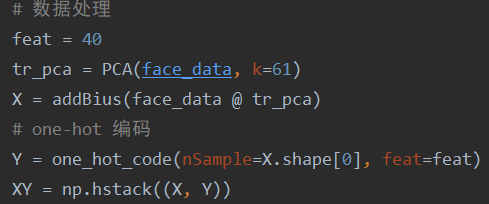 # 数据处理
feat = 40
tr_pca = PCA(face_data, k=61)
X = addBius(face_data @ tr_pca)
# one-hot 编码
Y = one_hot_code(nSample=X.shape[0], feat=feat)
XY = np.hstack((X, Y))